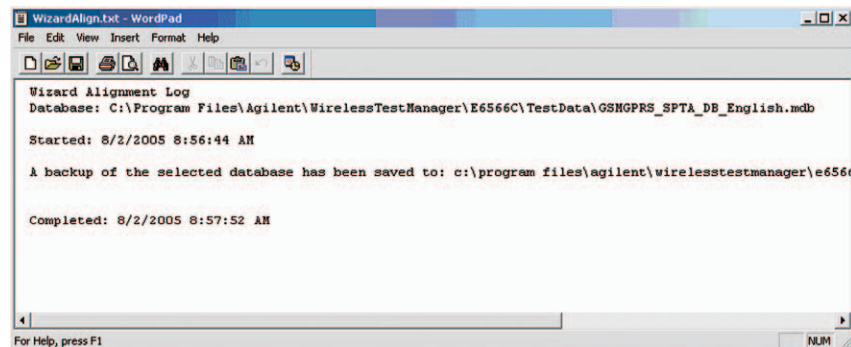 WizardAlign.txt - WordPad
File Edit View Insert Format Help
Wizard Alignment Log
Database: C:\Program Files\Agilent\WirelessTestManager\E6566C\TestData\GSMGPRS_SPTA_DB_English.mdb
Started: 8/2/2005 8:56:44 AM
A backup of the selected database has been saved to: c:\program files\agilent\wirelesstestmanager\e656
Completed: 8/2/2005 8:57:52 AM
For Help, press F1
NUM